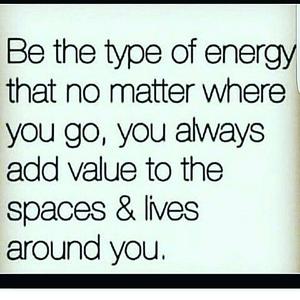 Be the type of energy
that no matter where
you go, you always
add value to the
spaces & lives
around you.